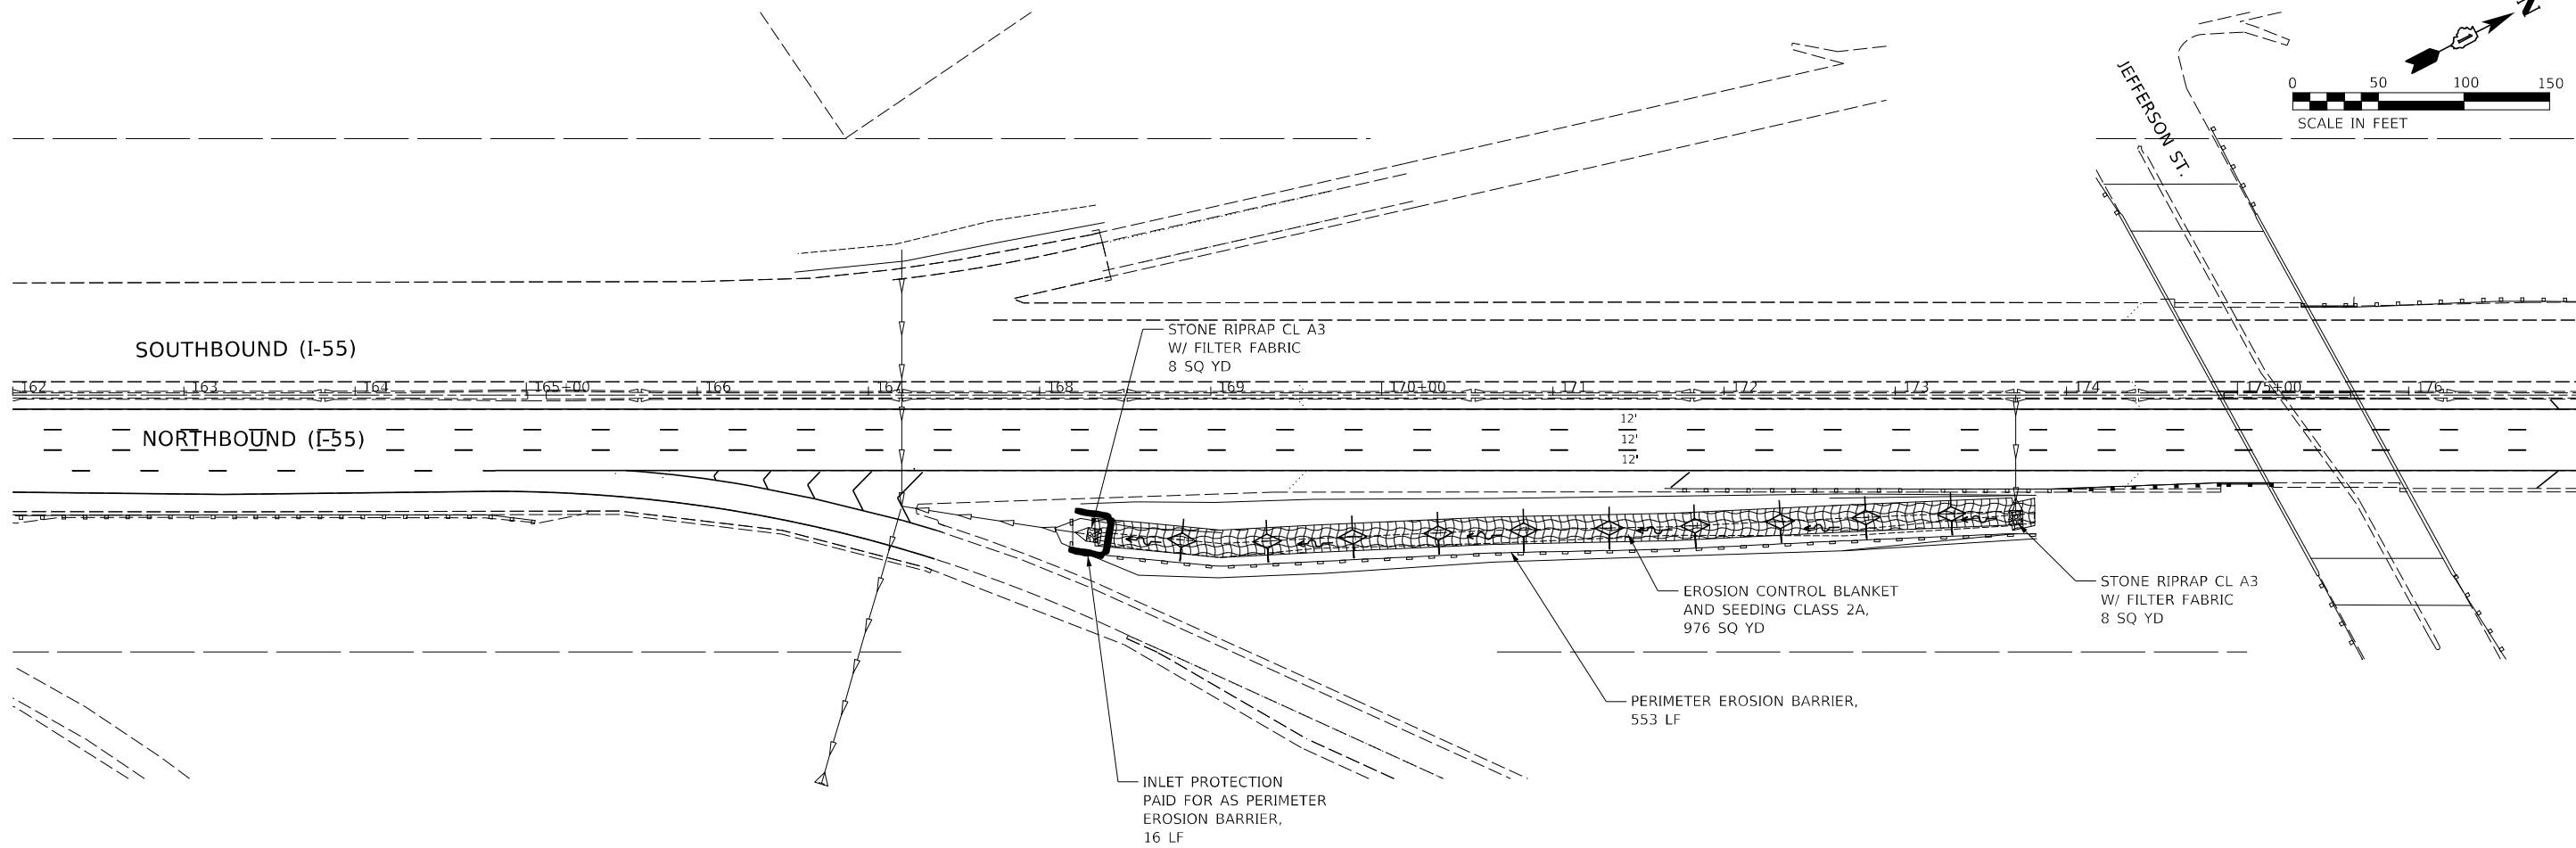 N
JEFFERSON ST.
0 50 100 150
SCALE IN FEET
STONE RIPRAP CL A3
W/ FILTER FABRIC
8 SQ YD
SOUTHBOUND (I-55)
162 163 164 165+00 166 167 168 169 170+00 171 172 173 174 175+00 176
NORTHBOUND (I-55)
12'
12'
12'
EROSION CONTROL BLANKET
AND SEEDING CLASS 2A,
976 SQ YD
STONE RIPRAP CL A3
W/ FILTER FABRIC
8 SQ YD
PERIMETER EROSION BARRIER,
553 LF
INLET PROTECTION
PAID FOR AS PERIMETER
EROSION BARRIER,
16 LF